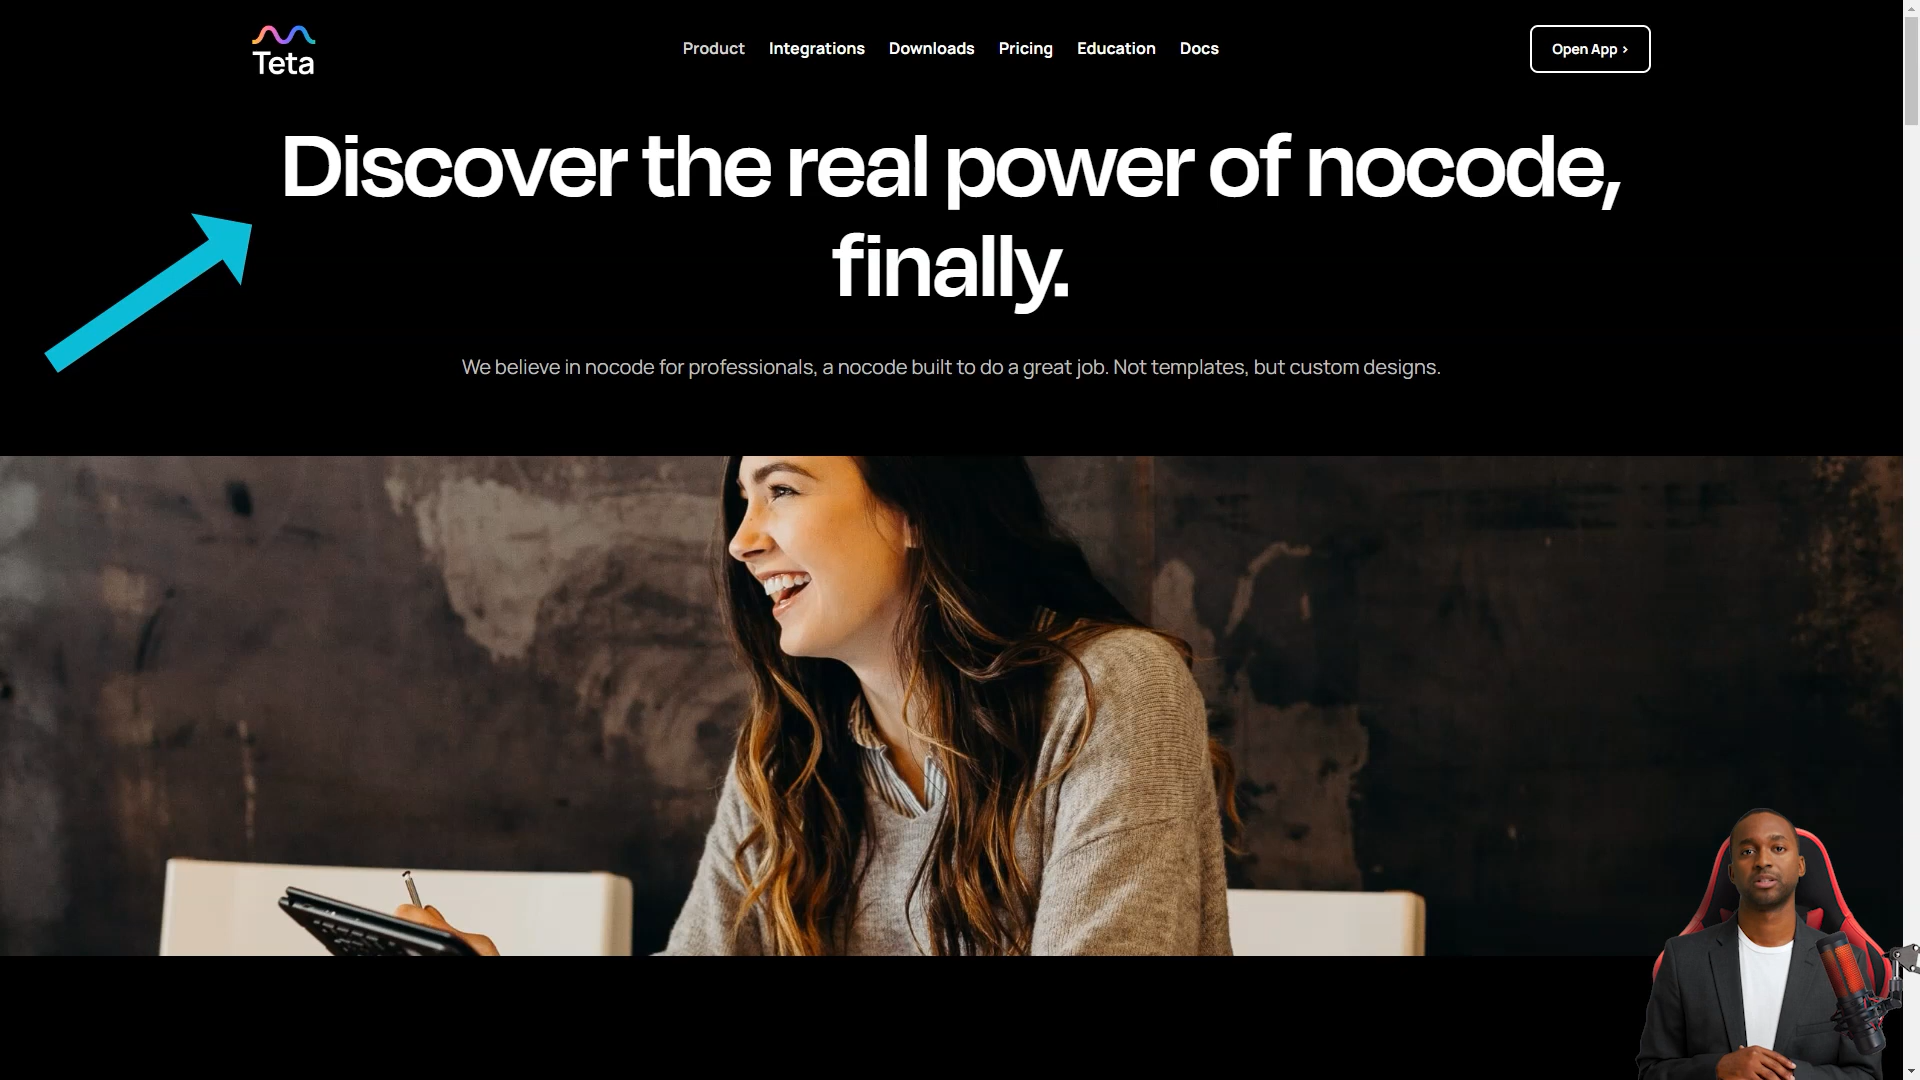 Teta
Product Integrations Downloads Pricing Education Docs
Open App ›
Discover the real power of nocode,
finally.
We believe in nocode for professionals, a nocode built to do a great job. Not templates, but custom designs.